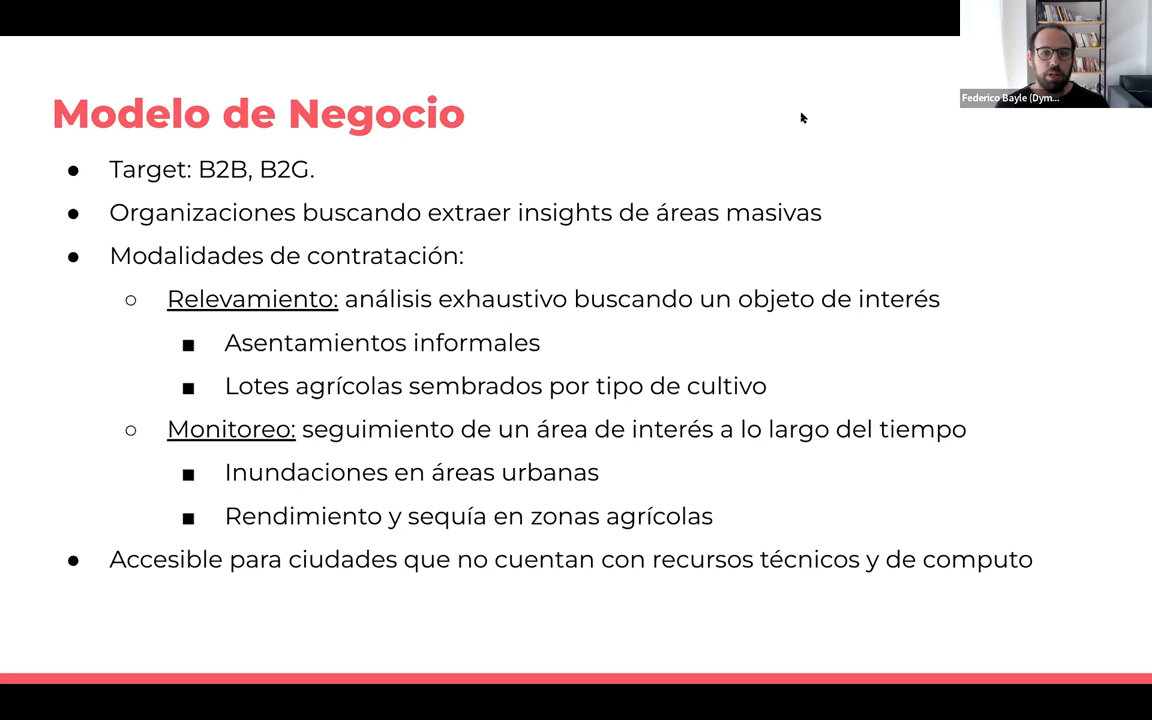 Federico Bayle (Dym...
Modelo de Negocio
● Target: B2B, B2G.
● Organizaciones buscando extraer insights de áreas masivas
● Modalidades de contratación:
○ Relevamiento: análisis exhaustivo buscando un objeto de interés
■ Asentamientos informales
■ Lotes agrícolas sembrados por tipo de cultivo
○ Monitoreo: seguimiento de un área de interés a lo largo del tiempo
■ Inundaciones en áreas urbanas
■ Rendimiento y sequía en zonas agrícolas
● Accesible para ciudades que no cuentan con recursos técnicos y de computo